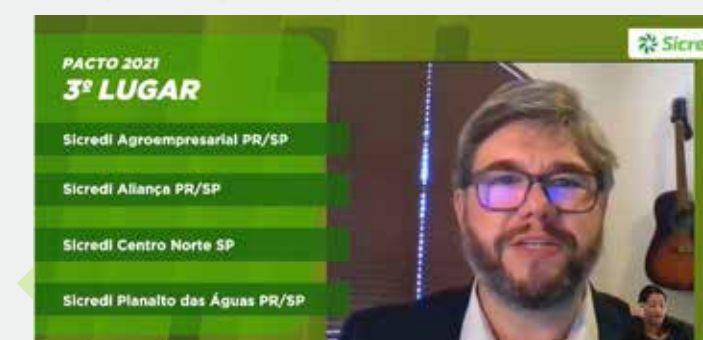 PACTO 2021
3º LUGAR
Sicredi Agroempresarial PR/SP
Sicredi Aliança PR/SP
Sicredi Centro Norte SP
Sicredi Planalto das Águas PR/SP
Sicre